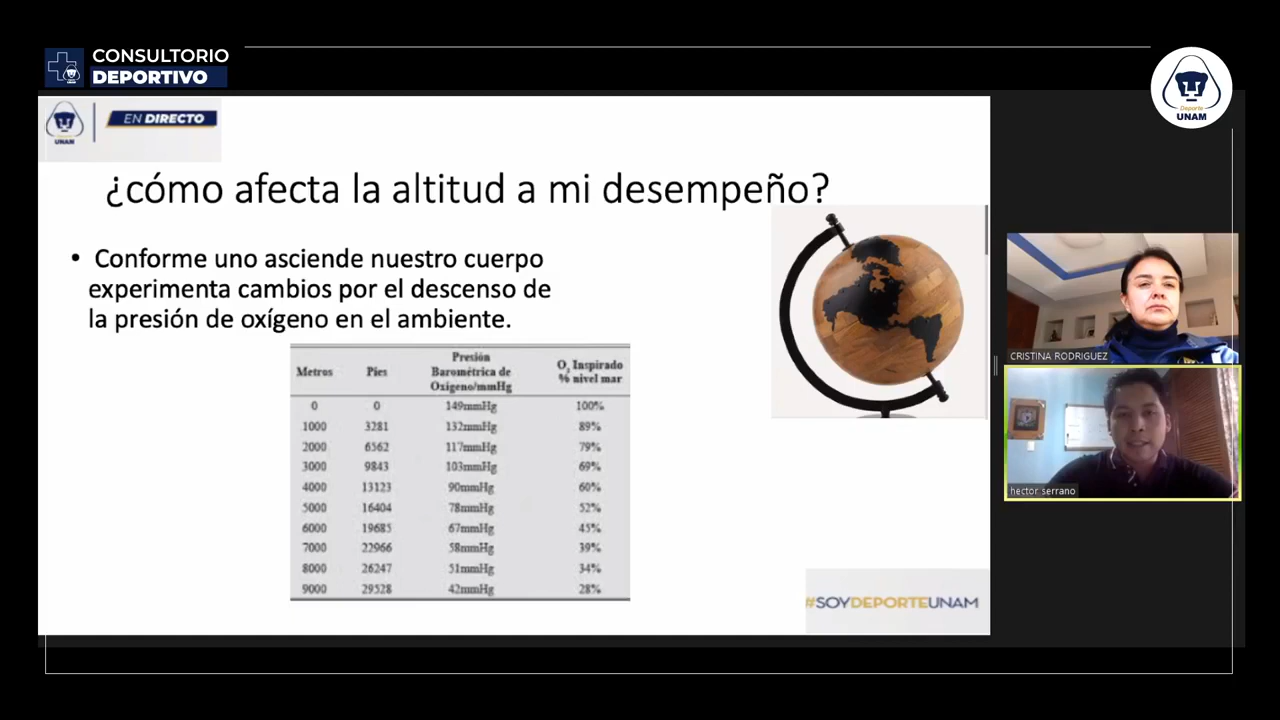 CONSULTORIO
DEPORTIVO
Deporte
UNAM
UNAM
EN DIRECTO
¿cómo afecta la altitud a mi desempeño?
• Conforme uno asciende nuestro cuerpo
experimenta cambios por el descenso de
la presión de oxígeno en el ambiente.
Metros Pies Presión Barométrica de Oxígeno/mmHg O2 Inspirado % nivel mar
0 0 149mmHg 100%
1000 3281 132mmHg 89%
2000 6562 117mmHg 79%
3000 9843 103mmHg 69%
4000 13123 90mmHg 60%
5000 16404 78mmHg 52%
6000 19685 67mmHg 45%
7000 22966 58mmHg 39%
8000 26247 51mmHg 34%
9000 29528 42mmHg 28%
#SOYDEPORTEUNAM
CRISTINA RODRIGUEZ
hector serrano